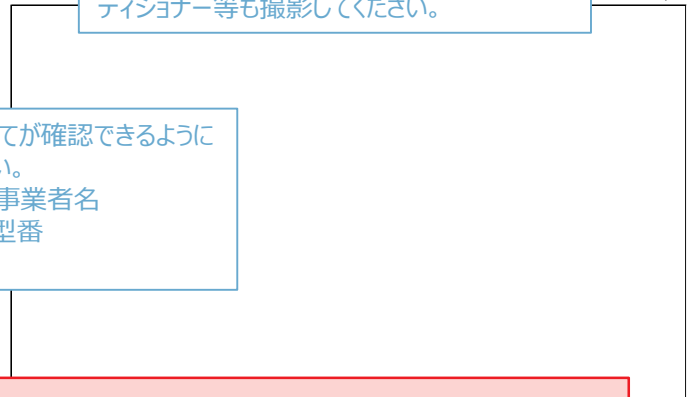 ディショナー等も撮影してください。
てが確認できるように
い。
事業者名
型番